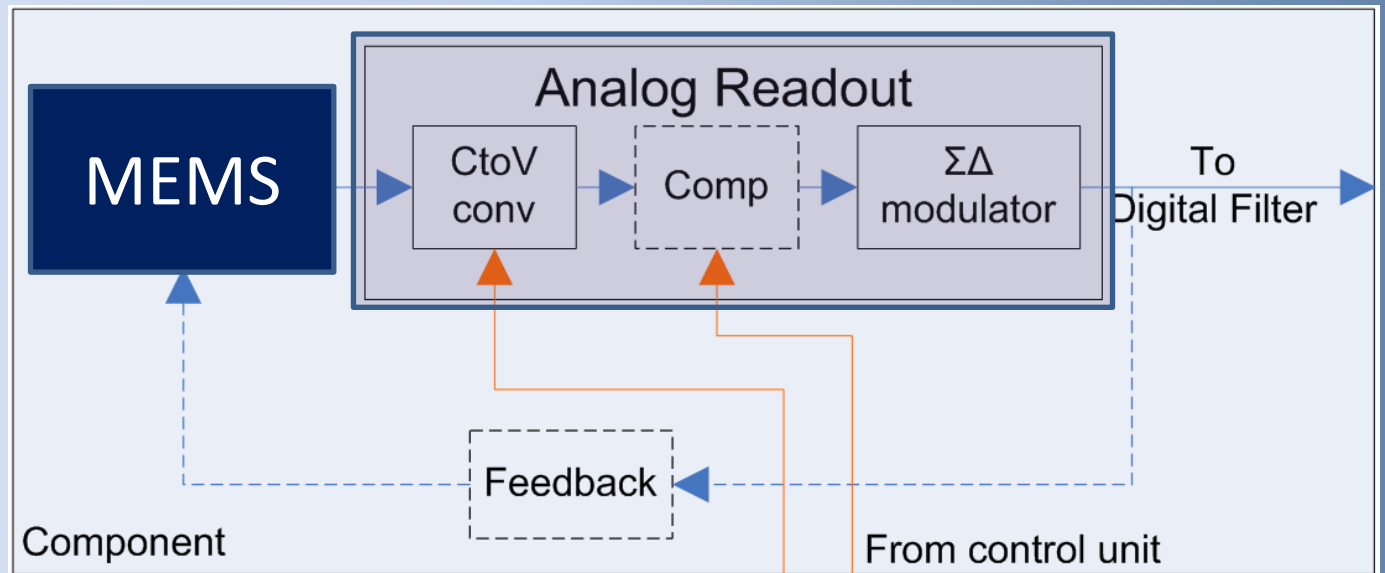 Analog Readout
MEMS
CtoV
conv
Comp
ΣΔ
modulator
To
Digital Filter
Feedback
Component
From control unit